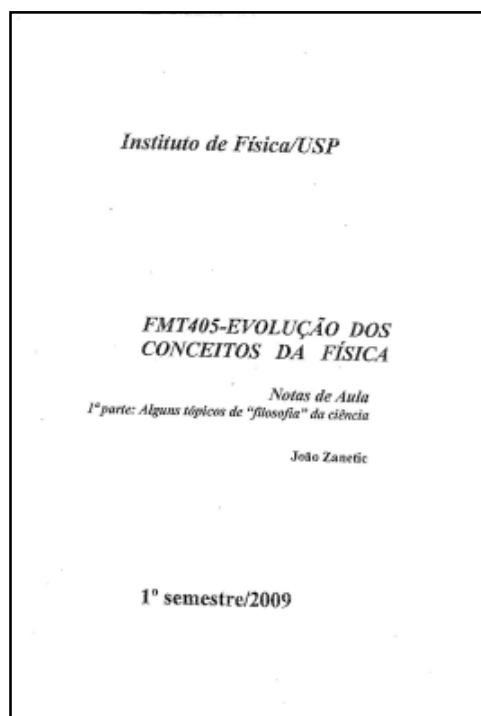 Instituto de Física/USP
FMT405-EVOLUÇÃO DOS
CONCEITOS DA FÍSICA
Notas de Aula
1ª parte: Alguns tópicos de “filosofia” da ciência
João Zanetic
1º semestre/2009